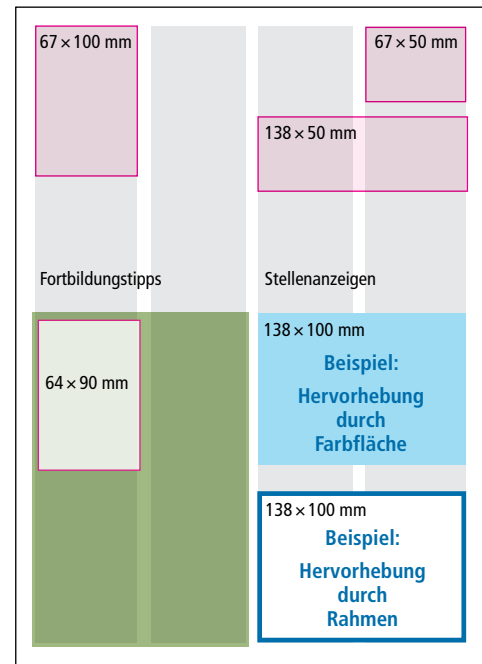 67 × 100 mm
67 × 50 mm
138 × 50 mm
Fortbildungstipps
Stellenanzeigen
64 × 90 mm
138 × 100 mm
Beispiel:
Hervorhebung
durch
Farbfläche
138 × 100 mm
Beispiel:
Hervorhebung
durch
Rahmen